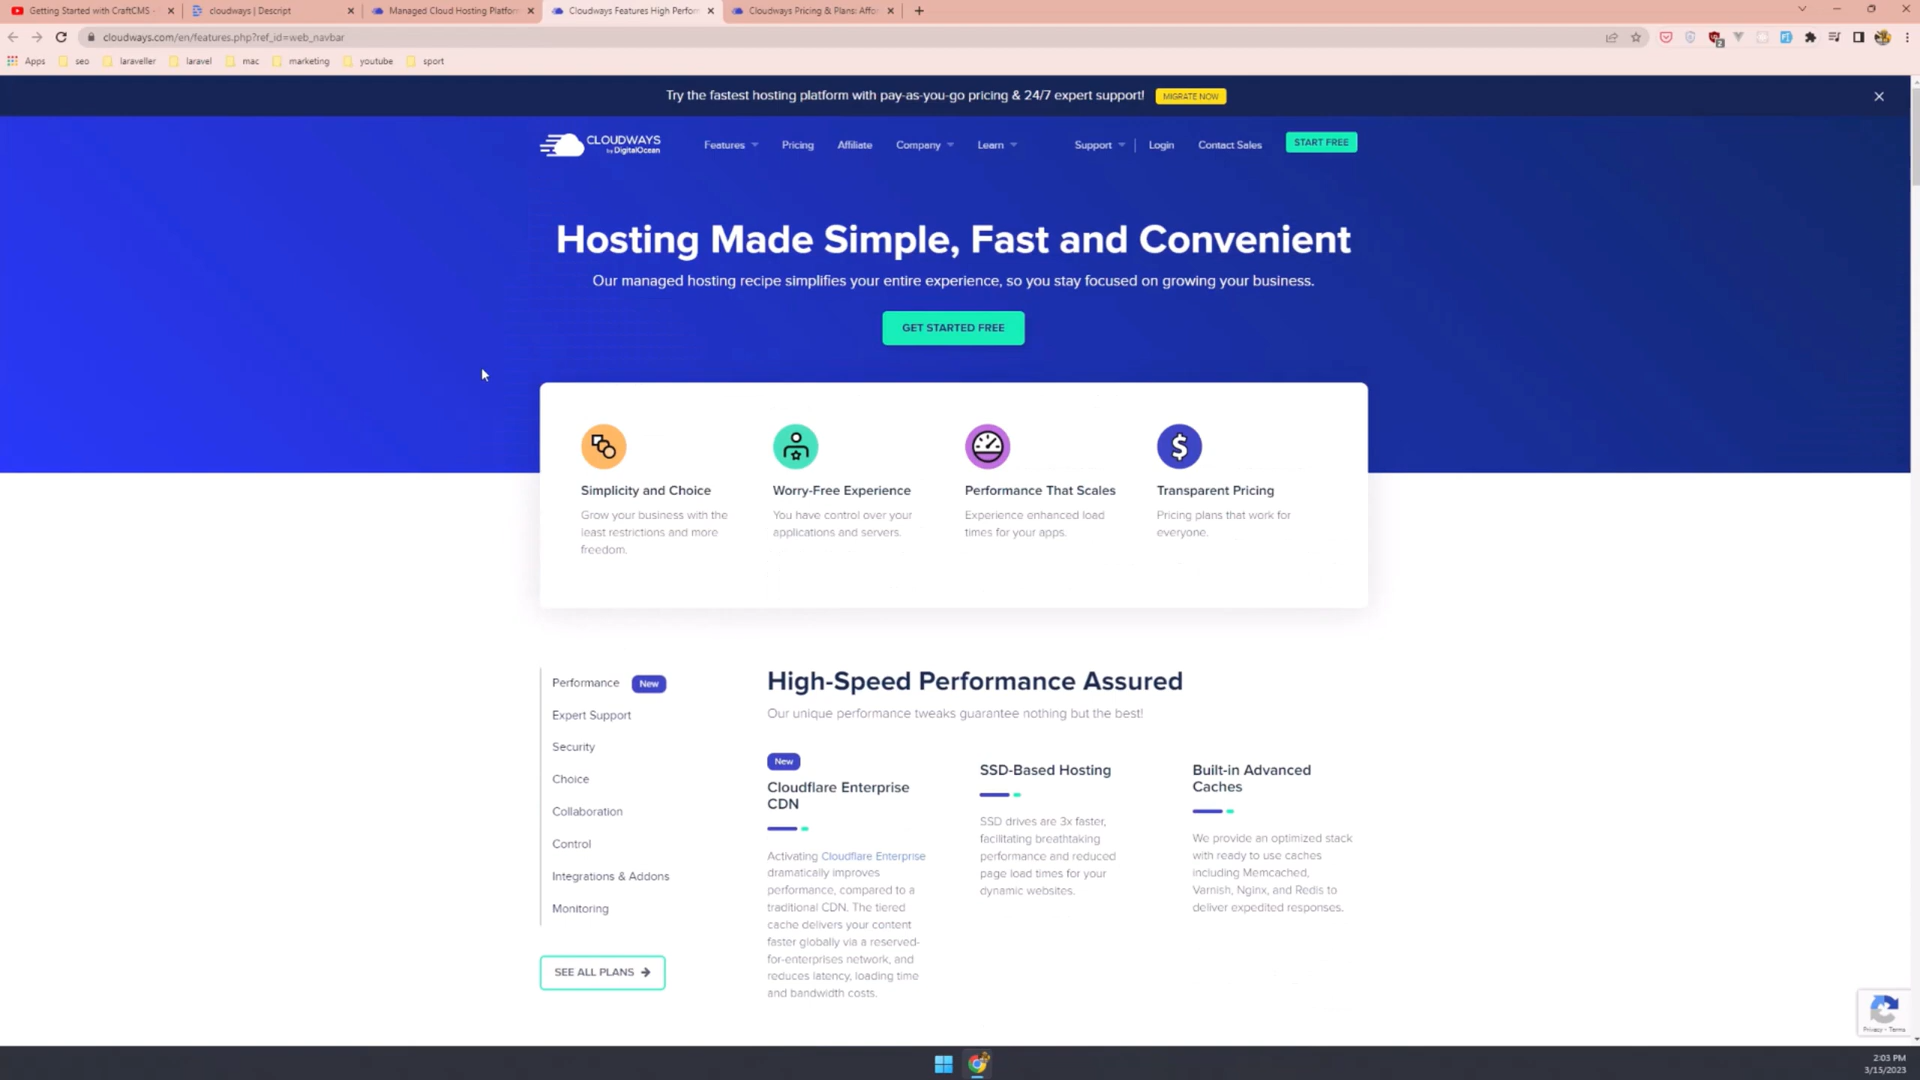 Getting Started with CraftCMS -
cloudways | Descript
Managed Cloud Hosting Platform
Cloudways Features High Perfor
Cloudways Pricing & Plans: Affor
cloudways.com/en/features.php?ref_id=web_navbar
2
Apps
seo
laraveller
laravel
mac
marketing
youtube
sport
Try the fastest hosting platform with pay-as-you-go pricing & 24/7 expert support!
MIGRATE NOW
CLOUDWAYS
by DigitalOcean
Features
Pricing
Affiliate
Company
Learn
Support
Login
Contact Sales
START FREE
Hosting Made Simple, Fast and Convenient
Our managed hosting recipe simplifies your entire experience, so you stay focused on growing your business.
GET STARTED FREE
Simplicity and Choice
Grow your business with the
least restrictions and more
freedom.
Worry-Free Experience
You have control over your
applications and servers.
Performance That Scales
Experience enhanced load
times for your apps.
$
Transparent Pricing
Pricing plans that work for
everyone.
Performance
New
Expert Support
Security
Choice
Collaboration
Control
Integrations & Addons
Monitoring
SEE ALL PLANS
High-Speed Performance Assured
Our unique performance tweaks guarantee nothing but the best!
New
Cloudflare Enterprise
CDN
Activating Cloudflare Enterprise
dramatically improves
performance, compared to a
traditional CDN. The tiered
cache delivers your content
faster globally via a reserved-
for-enterprises network, and
reduces latency, loading time
and bandwidth costs.
SSD-Based Hosting
SSD drives are 3x faster,
facilitating breathtaking
performance and reduced
page load times for your
dynamic websites.
Built-in Advanced
Caches
We provide an optimized stack
with ready to use caches
including Memcached,
Varnish, Nginx, and Redis to
deliver expedited responses.
Privacy - Terms
2:03 PM
3/15/2023